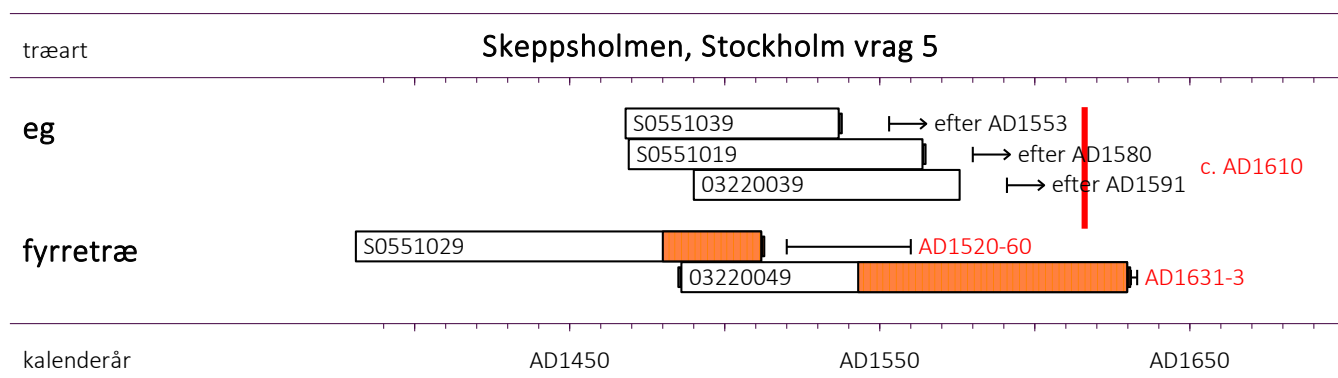 træart
Skeppsholmen, Stockholm vrag 5
eg
S0551039 efter AD1553
S0551019 efter AD1580
c. AD1610
03220039 efter AD1591
fyrretræ
S0551029 AD1520-60
03220049 AD1631-3
kalenderår AD1450 AD1550 AD1650